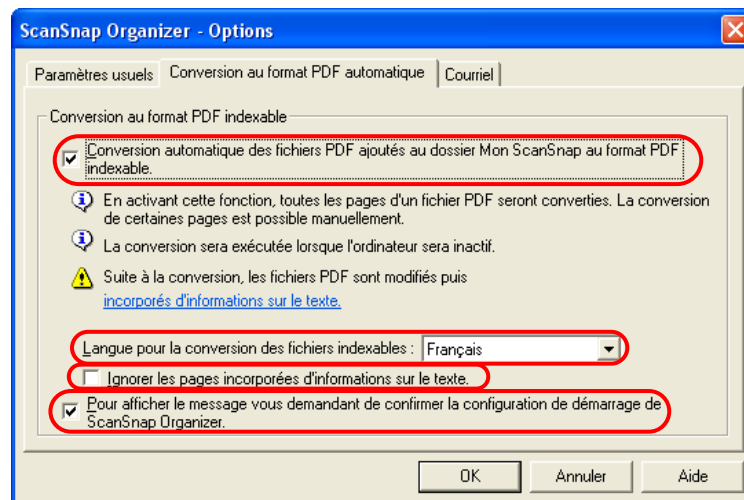 ScanSnap Organizer - Options
Paramètres usuels Conversion au format PDF automatique Courriel
Conversion au format PDF indexable
Conversion automatique des fichiers PDF ajoutés au dossier Mon ScanSnap au format PDF
indexable.
En activant cette fonction, toutes les pages d'un fichier PDF seront converties. La conversion
de certaines pages est possible manuellement.
La conversion sera exécutée lorsque l'ordinateur sera inactif.
Suite à la conversion, les fichiers PDF sont modifiés puis
incorporés d'informations sur le texte.
Langue pour la conversion des fichiers indexables : Français
Ignorer les pages incorporées d'informations sur le texte.
Pour afficher le message vous demandant de confirmer la configuration de démarrage de
ScanSnap Organizer.
OK Annuler Aide